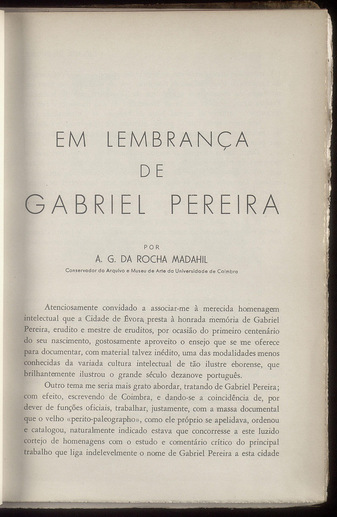 EM LEMBRANÇA
DE
GABRIEL PEREIRA
POR
A. G. DA ROCHA MADAHIL
Conservador do Arquivo e Museu de Arte da Universidade de Coimbra
Atenciosamente convidado a associar-me à merecida homenagem
intelectual que a Cidade de Évora presta à honrada memória de Gabriel
Pereira, erudito e mestre de eruditos, por ocasião do primeiro centenário
do seu nascimento, gostosamente aproveito o ensejo que se me oferece
para documentar, com material talvez inédito, uma das modalidades menos
conhecidas da variada cultura intelectual de tão ilustre eborense, que
brilhantemente ilustrou o grande século dezanove português.
Outro tema me seria mais grato abordar, tratando de Gabriel Pereira;
com efeito, escrevendo de Coimbra, e dando-se a coincidência de, por
dever de funções oficiais, trabalhar, justamente, com a massa documental
que o velho «perito-paleographo», como ele próprio se apelidava, ordenou
e catalogou, naturalmente indicado estava que concorresse a este luzido
cortejo de homenagens com o estudo e comentário crítico do principal
trabalho que liga indelevelmente o nome de Gabriel Pereira a esta cidade